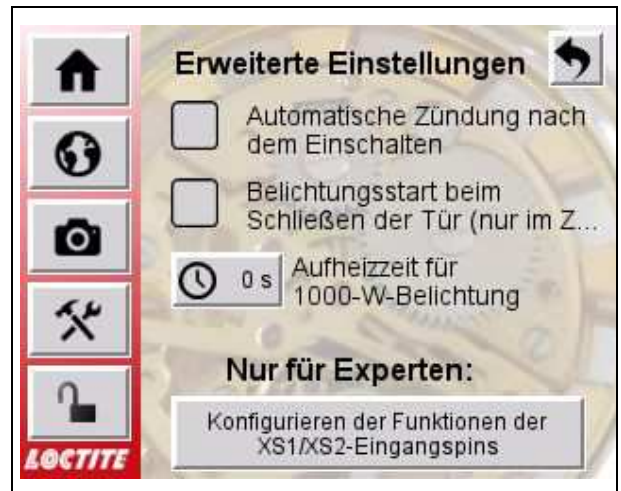 Erweiterte Einstellungen
Automatische Zündung nach
dem Einschalten
Belichtungsstart beim
Schließen der Tür (nur im Z...
0 s
Aufheizzeit für
1000-W-Belichtung
Nur für Experten:
Konfigurieren der Funktionen der
XS1/XS2-Eingangspins
LOCTITE